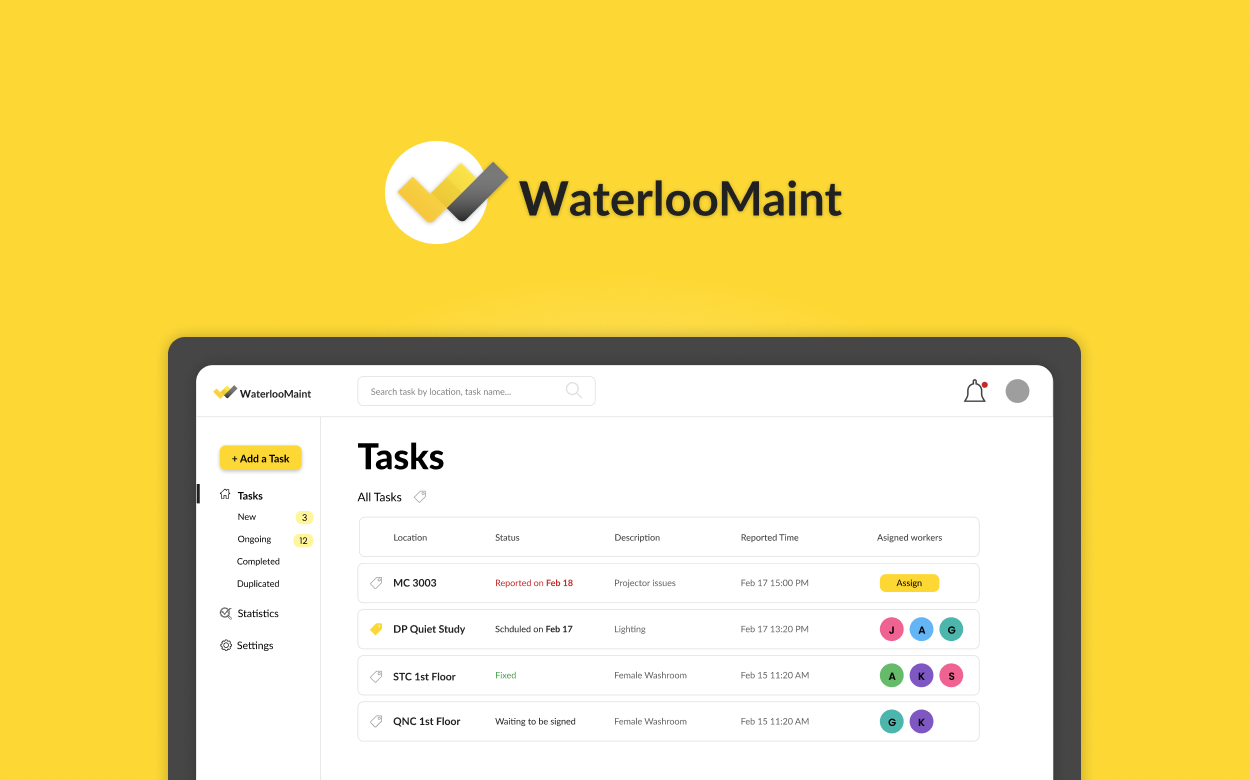 WaterlooMaint
WaterlooMaint
Search task by location, task name...
+ Add a Task
Tasks
New 3
Ongoing 12
Completed
Duplicated
Statistics
Settings
Tasks
All Tasks
Location Status Description Reported Time Asigned workers
MC 3003 Reported on Feb 18 Projector issues Feb 17 15:00 PM Assign
DP Quiet Study Schduled on Feb 17 Lighting Feb 17 13:20 PM J A G
STC 1st Floor Fixed Female Washroom Feb 15 11:20 AM A K S
QNC 1st Floor Waiting to be signed Female Washroom Feb 15 11:20 AM G K